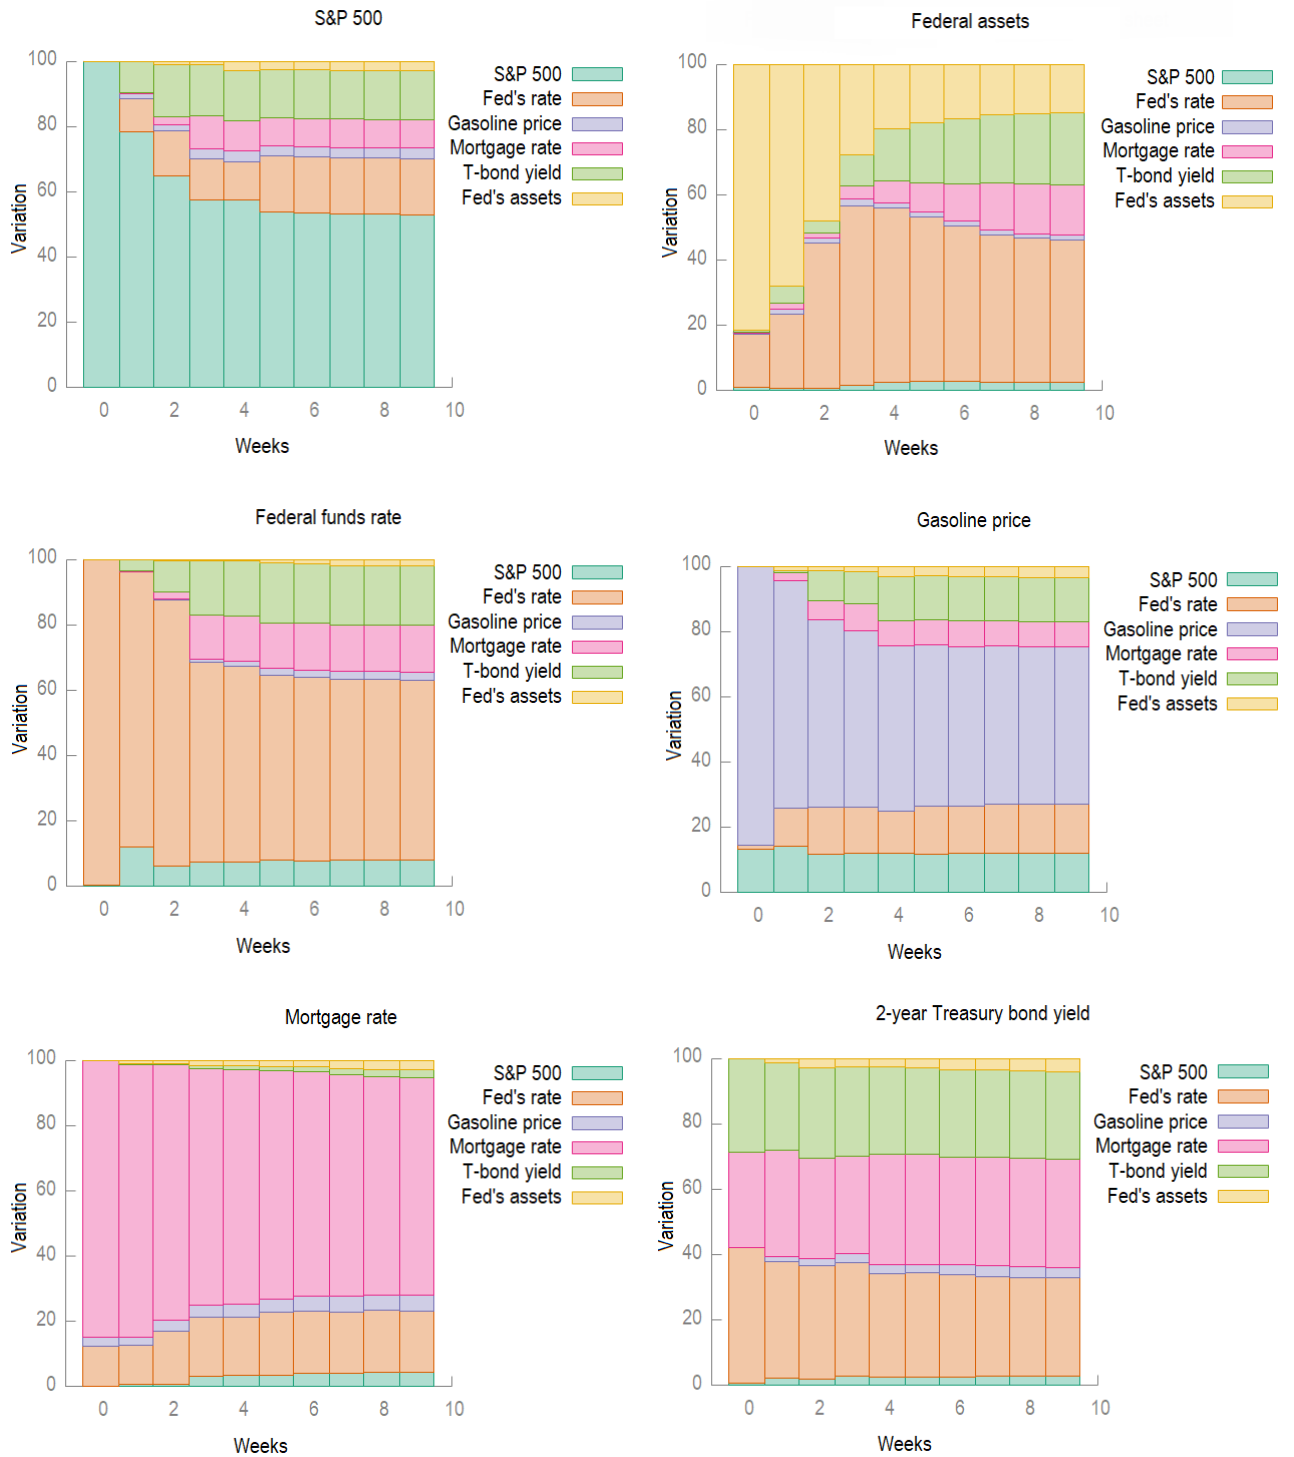 S&P 500
100
80
60
40
20
0
Variation
0 2 4 6 8 10
Weeks
S&P 500
Fed's rate
Gasoline price
Mortgage rate
T-bond yield
Fed's assets
Federal assets
100
80
60
40
20
0
Variation
0 2 4 6 8 10
Weeks
S&P 500
Fed's rate
Gasoline price
Mortgage rate
T-bond yield
Fed's assets
Federal funds rate
100
80
60
40
20
0
Variation
0 2 4 6 8 10
Weeks
S&P 500
Fed's rate
Gasoline price
Mortgage rate
T-bond yield
Fed's assets
Gasoline price
100
80
60
40
20
0
Variation
0 2 4 6 8 10
Weeks
S&P 500
Fed's rate
Gasoline price
Mortgage rate
T-bond yield
Fed's assets
Mortgage rate
100
80
60
40
20
0
Variation
0 2 4 6 8 10
Weeks
S&P 500
Fed's rate
Gasoline price
Mortgage rate
T-bond yield
Fed's assets
2-year Treasury bond yield
100
80
60
40
20
0
Variation
0 2 4 6 8 10
Weeks
S&P 500
Fed's rate
Gasoline price
Mortgage rate
T-bond yield
Fed's assets